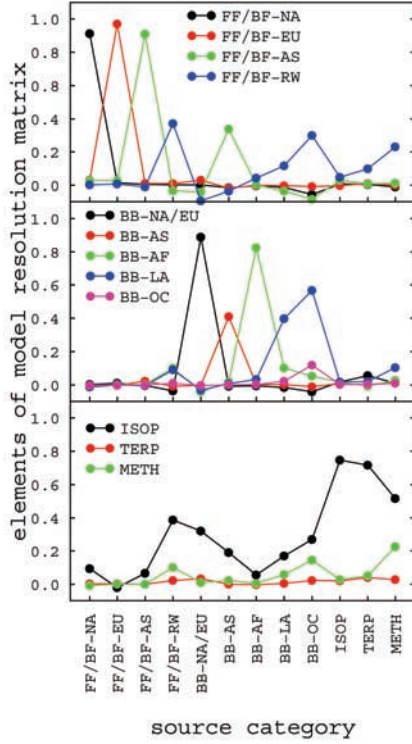 elements of model resolution matrix
1.0
0.8
0.6
0.4
0.2
0.0
FF/BF-NA
FF/BF-EU
FF/BF-AS
FF/BF-RW
1.0
0.8
0.6
0.4
0.2
0.0
BB-NA/EU
BB-AS
BB-AF
BB-LA
BB-OC
1.0
0.8
0.6
0.4
0.2
0.0
ISOP
TERP
METH
FF/BF-NA
FF/BF-EU
FF/BF-AS
FF/BF-RW
BB-NA/EU
BB-AS
BB-AF
BB-LA
BB-OC
ISOP
TERP
METH
source category